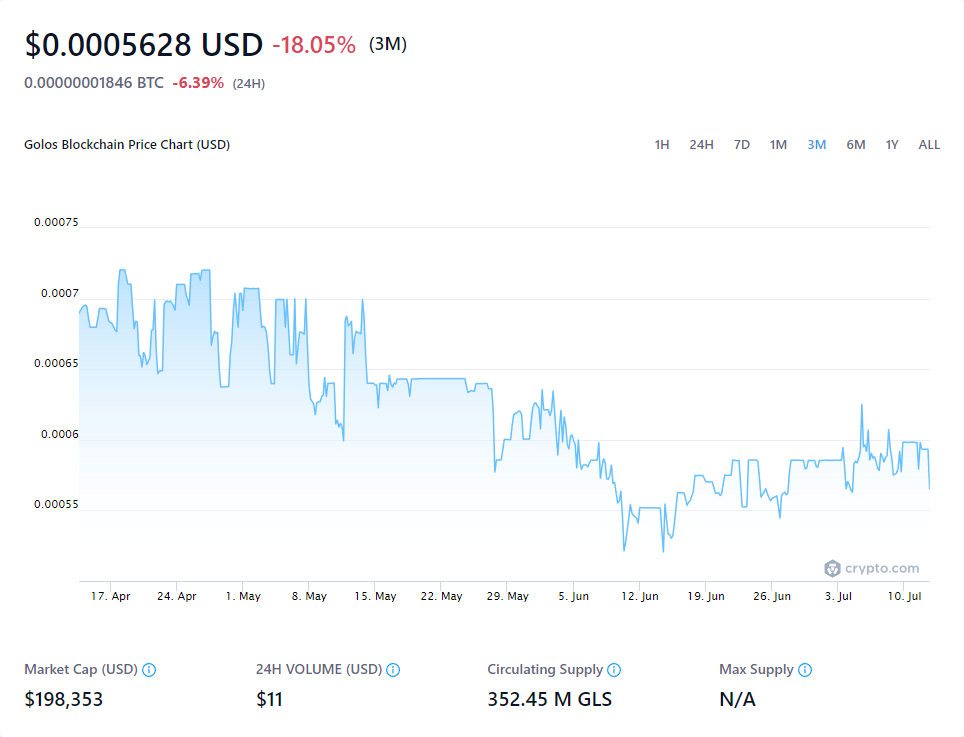 $0.0005628 USD -18.05% (3M)
0.00000001846 BTC -6.39% (24H)
Golos Blockchain Price Chart (USD)
1H 24H 7D 1M 3M 6M 1Y ALL
0.00075
0.0007
0.00065
0.0006
0.00055
crypto.com
17. Apr 24. Apr 1. May 8. May 15. May 22. May 29. May 5. Jun 12. Jun 19. Jun 26. Jun 3. Jul 10. Jul
Market Cap (USD) 24H VOLUME (USD) Circulating Supply Max Supply
$198,353 $11 352.45 M GLS N/A